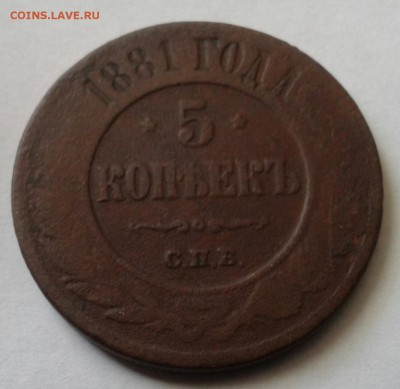 COINS.LAVE.RU
1881 ГОДА
* 5 *
КОПѢЕКЪ
С.П.Б.